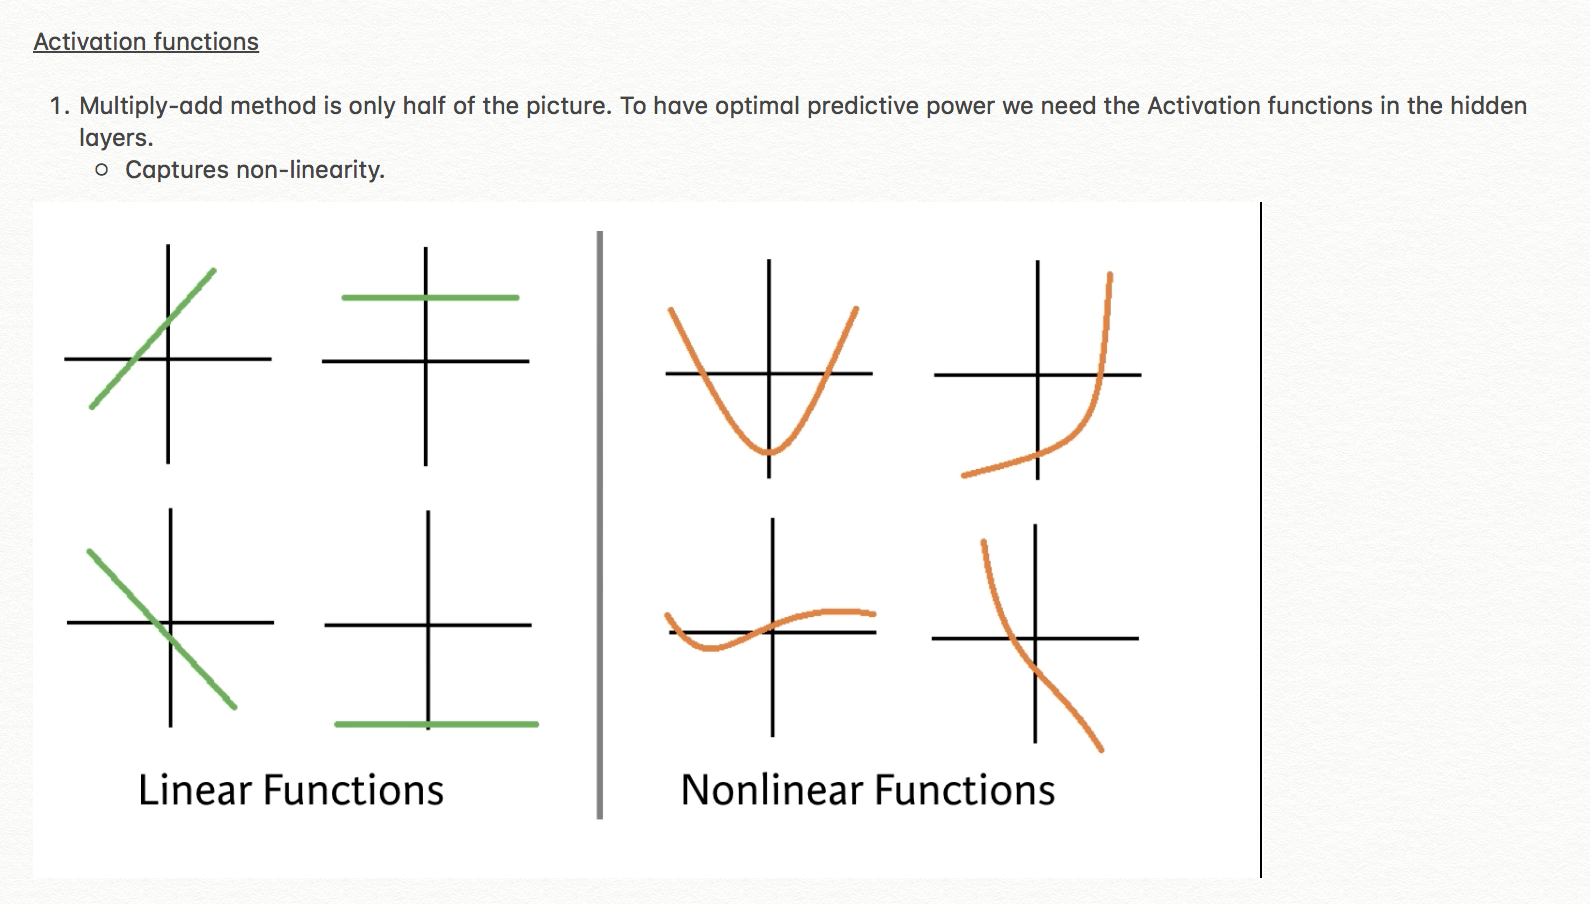 Activation functions
1. Multiply-add method is only half of the picture. To have optimal predictive power we need the Activation functions in the hidden
layers.
○ Captures non-linearity.
Linear Functions
Nonlinear Functions